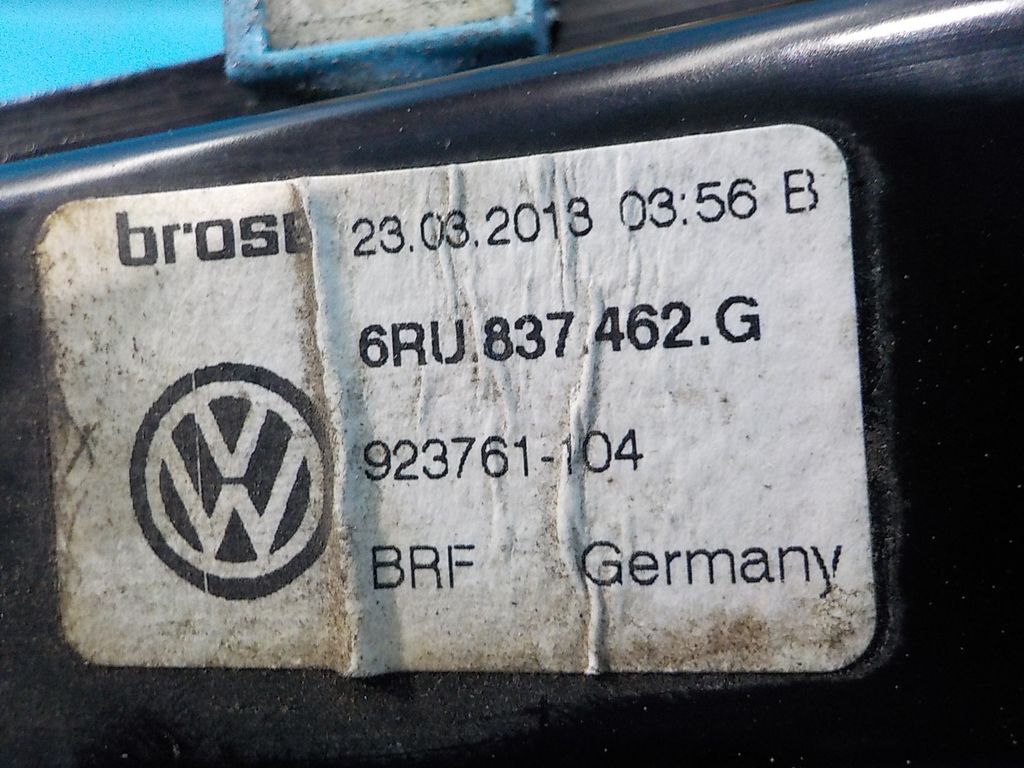 brose 23.03.2013 03:56 B
6RU.837.462.G
923761-104
BRF Germany